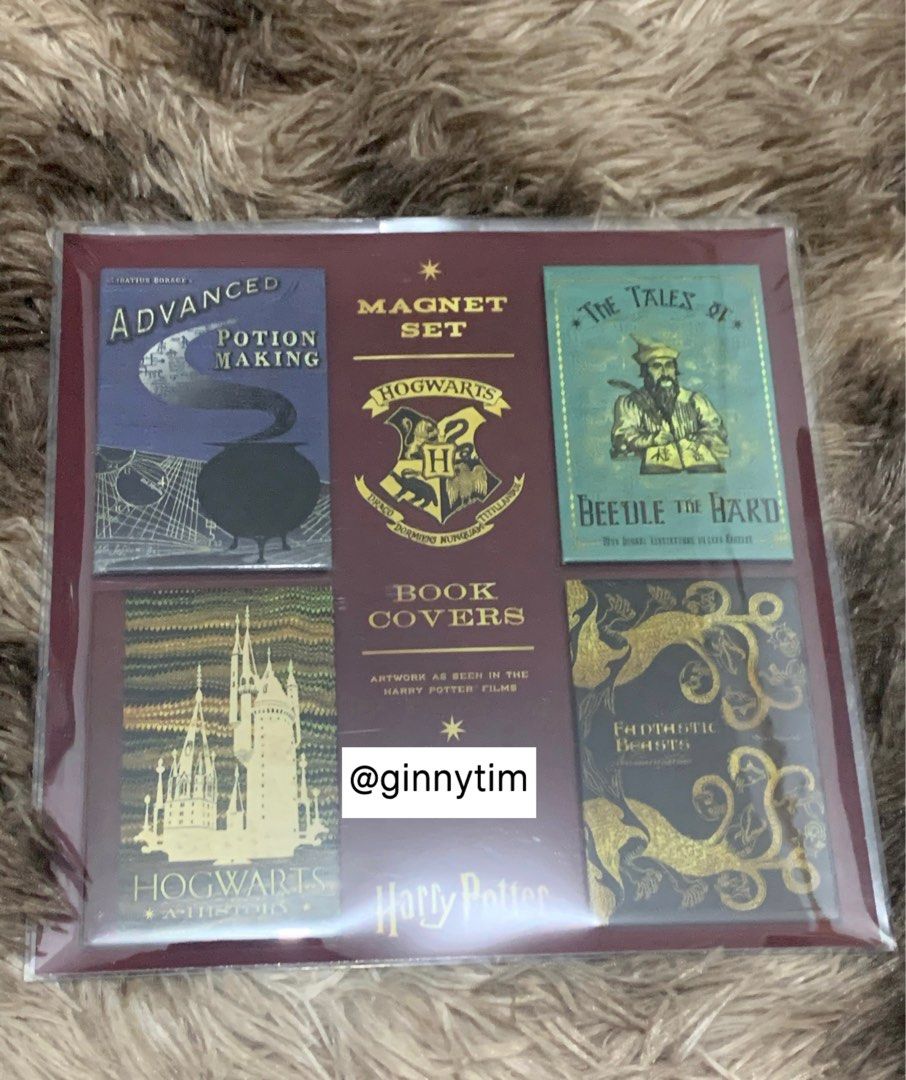 ADVANCED
POTION
MAKING
MAGNET
SET
HOGWARTS
H
DRACO DORMIENS NUNQUAM TITILLANDUS
THE TALES OF
BEEDLE THE BARD
BOOK
COVERS
ARTWORK AS SEEN IN THE
HARRY POTTER FILMS
HOGWARTS
A HISTORY
FANTASTIC
BEASTS
@ginnytim
Harry Potter